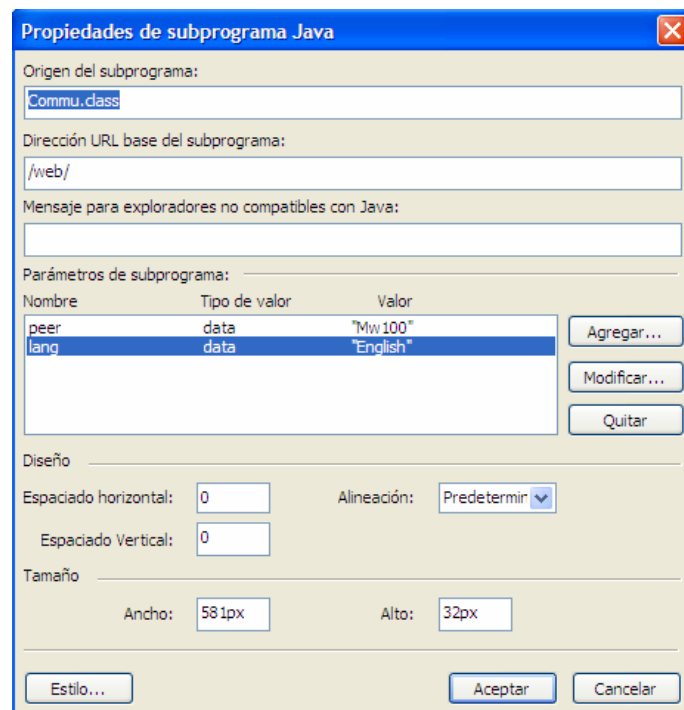 Propiedades de subprograma Java
Origen del subprograma:
Commu.class
Dirección URL base del subprograma:
/web/
Mensaje para exploradores no compatibles con Java:
Parámetros de subprograma:
Nombre Tipo de valor Valor
peer data "Mw100"
lang data "English"
Agregar...
Modificar...
Quitar
Diseño
Espaciado horizontal: 0 Alineación: Predetermin
Espaciado Vertical: 0
Tamaño
Ancho: 581px Alto: 32px
Estilo... Aceptar Cancelar